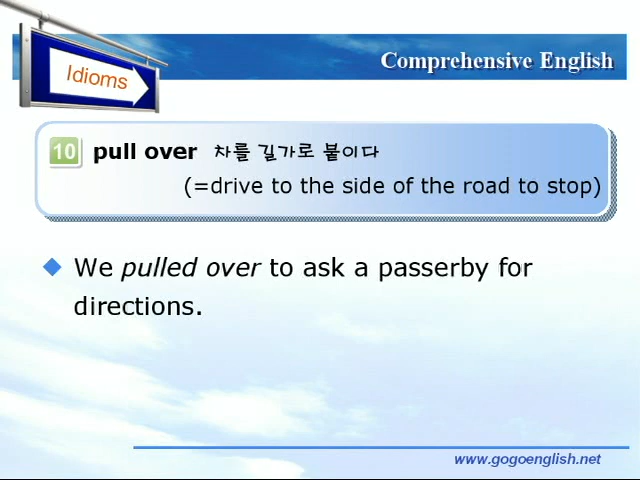 Idioms
Comprehensive English
10 pull over 차를 길가로 붙이다
(=drive to the side of the road to stop)
We pulled over to ask a passerby for
directions.
www.gogoenglish.net